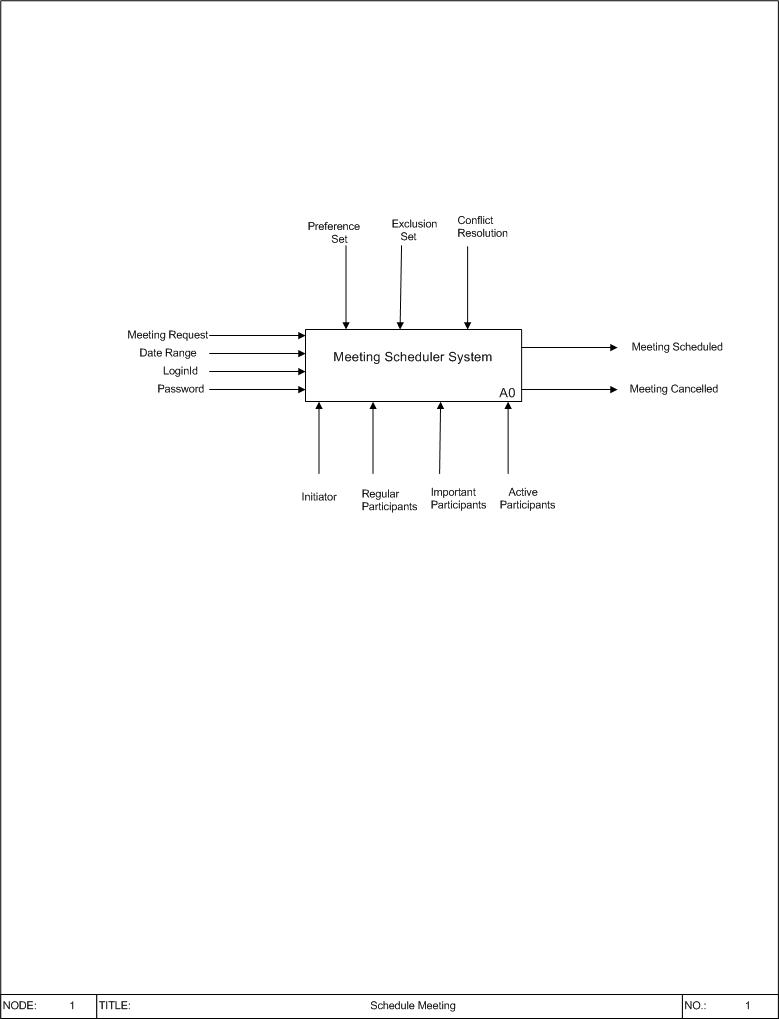 Preference
Set
Exclusion
Set
Conflict
Resolution
Meeting Request
Date Range
LoginId
Password
Meeting Scheduler System
A0
Meeting Scheduled
Meeting Cancelled
Initiator
Regular
Participants
Important
Participants
Active
Participants
NODE: 1 TITLE: Schedule Meeting NO.: 1